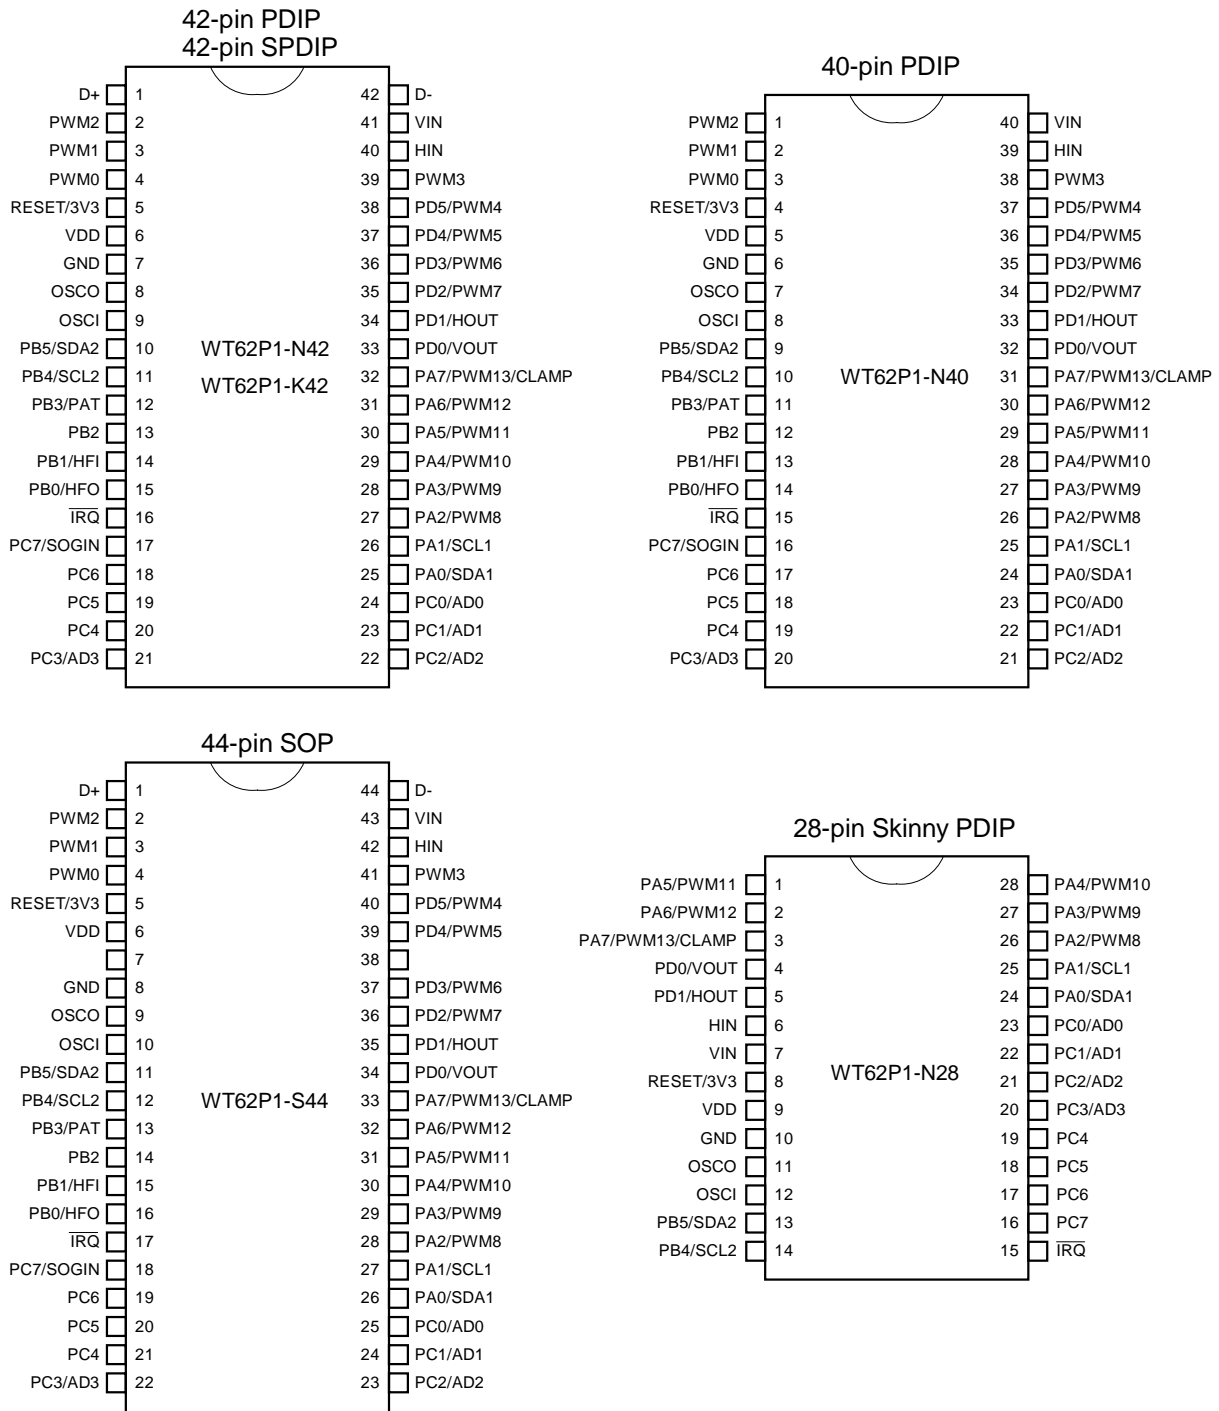 42-pin PDIP
42-pin SPDIP
D+ 1 42 D-
PWM2 2 41 VIN
PWM1 3 40 HIN
PWM0 4 39 PWM3
RESET/3V3 5 38 PD5/PWM4
VDD 6 37 PD4/PWM5
GND 7 36 PD3/PWM6
OSCO 8 35 PD2/PWM7
OSCI 9 34 PD1/HOUT
PB5/SDA2 10 WT62P1-N42 33 PD0/VOUT
PB4/SCL2 11 WT62P1-K42 32 PA7/PWM13/CLAMP
PB3/PAT 12 31 PA6/PWM12
PB2 13 30 PA5/PWM11
PB1/HFI 14 29 PA4/PWM10
PB0/HFO 15 28 PA3/PWM9
IRQ 16 27 PA2/PWM8
PC7/SOGIN 17 26 PA1/SCL1
PC6 18 25 PA0/SDA1
PC5 19 24 PC0/AD0
PC4 20 23 PC1/AD1
PC3/AD3 21 22 PC2/AD2
40-pin PDIP
PWM2 1 40 VIN
PWM1 2 39 HIN
PWM0 3 38 PWM3
RESET/3V3 4 37 PD5/PWM4
VDD 5 36 PD4/PWM5
GND 6 35 PD3/PWM6
OSCO 7 34 PD2/PWM7
OSCI 8 33 PD1/HOUT
PB5/SDA2 9 32 PD0/VOUT
PB4/SCL2 10 WT62P1-N40 31 PA7/PWM13/CLAMP
PB3/PAT 11 30 PA6/PWM12
PB2 12 29 PA5/PWM11
PB1/HFI 13 28 PA4/PWM10
PB0/HFO 14 27 PA3/PWM9
IRQ 15 26 PA2/PWM8
PC7/SOGIN 16 25 PA1/SCL1
PC6 17 24 PA0/SDA1
PC5 18 23 PC0/AD0
PC4 19 22 PC1/AD1
PC3/AD3 20 21 PC2/AD2
44-pin SOP
D+ 1 44 D-
PWM2 2 43 VIN
PWM1 3 42 HIN
PWM0 4 41 PWM3
RESET/3V3 5 40 PD5/PWM4
VDD 6 39 PD4/PWM5
7 38
GND 8 37 PD3/PWM6
OSCO 9 36 PD2/PWM7
OSCI 10 35 PD1/HOUT
PB5/SDA2 11 34 PD0/VOUT
PB4/SCL2 12 WT62P1-S44 33 PA7/PWM13/CLAMP
PB3/PAT 13 32 PA6/PWM12
PB2 14 31 PA5/PWM11
PB1/HFI 15 30 PA4/PWM10
PB0/HFO 16 29 PA3/PWM9
IRQ 17 28 PA2/PWM8
PC7/SOGIN 18 27 PA1/SCL1
PC6 19 26 PA0/SDA1
PC5 20 25 PC0/AD0
PC4 21 24 PC1/AD1
PC3/AD3 22 23 PC2/AD2
28-pin Skinny PDIP
PA5/PWM11 1 28 PA4/PWM10
PA6/PWM12 2 27 PA3/PWM9
PA7/PWM13/CLAMP 3 26 PA2/PWM8
PD0/VOUT 4 25 PA1/SCL1
PD1/HOUT 5 24 PA0/SDA1
HIN 6 23 PC0/AD0
VIN 7 22 PC1/AD1
RESET/3V3 8 WT62P1-N28 21 PC2/AD2
VDD 9 20 PC3/AD3
GND 10 19 PC4
OSCO 11 18 PC5
OSCI 12 17 PC6
PB5/SDA2 13 16 PC7
PB4/SCL2 14 15 IRQ